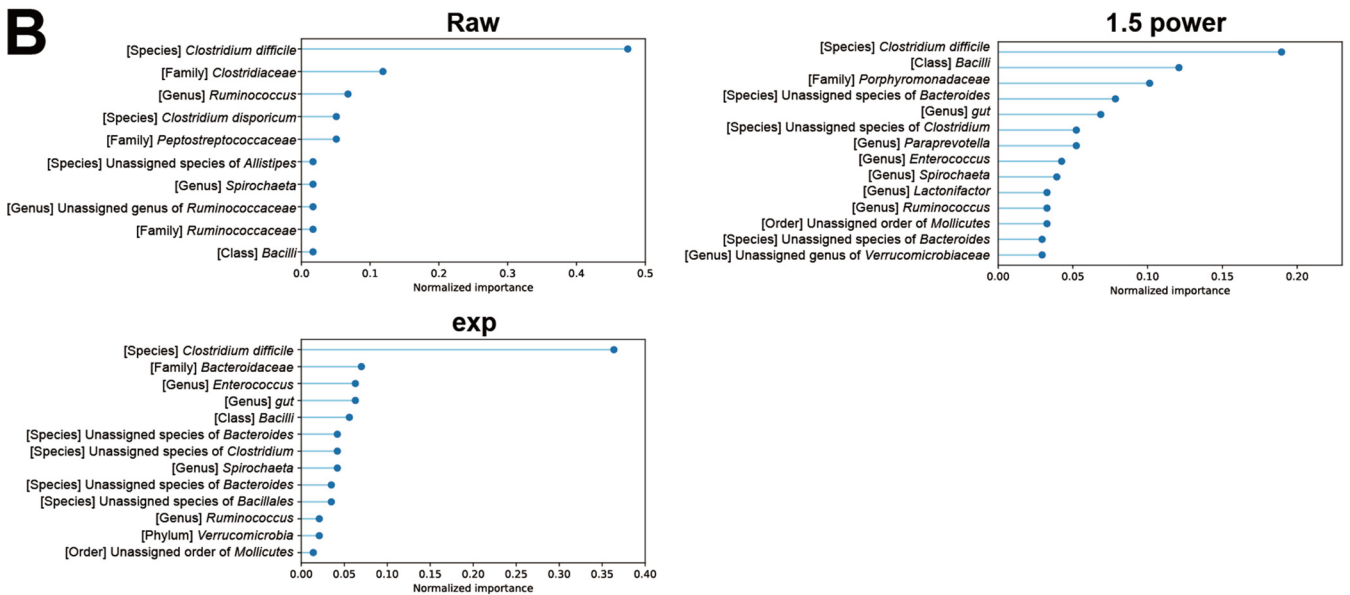 B
Raw
[Species] Clostridium difficile
[Family] Clostridiaceae
[Genus] Ruminococcus
[Species] Clostridium disporicum
[Family] Peptostreptococcaceae
[Species] Unassigned species of Allistipes
[Genus] Spirochaeta
[Genus] Unassigned genus of Ruminococcaceae
[Family] Ruminococcaceae
[Class] Bacilli
0.0 0.1 0.2 0.3 0.4 0.5
Normalized importance
1.5 power
[Species] Clostridium difficile
[Class] Bacilli
[Family] Porphyromonadaceae
[Species] Unassigned species of Bacteroides
[Genus] gut
[Species] Unassigned species of Clostridium
[Genus] Paraprevotella
[Genus] Enterococcus
[Genus] Spirochaeta
[Genus] Lactonifactor
[Genus] Ruminococcus
[Order] Unassigned order of Mollicutes
[Species] Unassigned species of Bacteroides
[Genus] Unassigned genus of Verrucomicrobiaceae
0.00 0.05 0.10 0.15 0.20
Normalized importance
exp
[Species] Clostridium difficile
[Family] Bacteroidaceae
[Genus] Enterococcus
[Genus] gut
[Class] Bacilli
[Species] Unassigned species of Bacteroides
[Species] Unassigned species of Clostridium
[Genus] Spirochaeta
[Species] Unassigned species of Bacteroides
[Species] Unassigned species of Bacillales
[Genus] Ruminococcus
[Phylum] Verrucomicrobia
[Order] Unassigned order of Mollicutes
0.00 0.05 0.10 0.15 0.20 0.25 0.30 0.35 0.40
Normalized importance